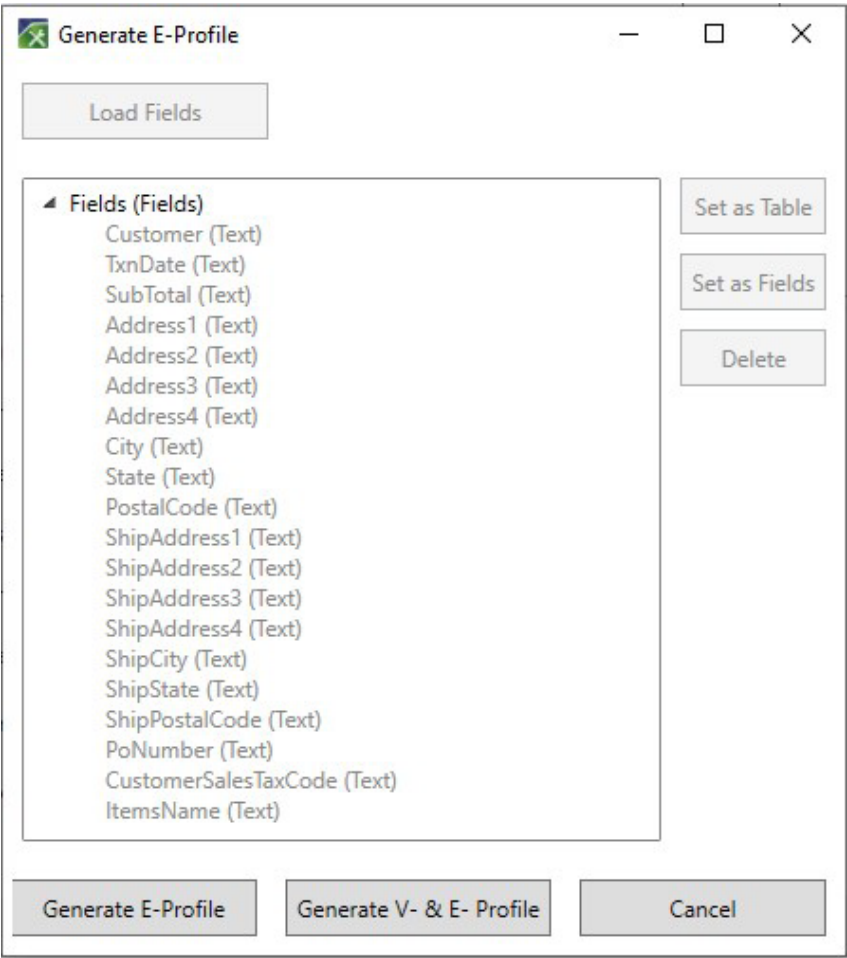 Generate E-Profile
Load Fields
Fields (Fields)
Customer (Text)
TxnDate (Text)
SubTotal (Text)
Address1 (Text)
Address2 (Text)
Address3 (Text)
Address4 (Text)
City (Text)
State (Text)
PostalCode (Text)
ShipAddress1 (Text)
ShipAddress2 (Text)
ShipAddress3 (Text)
ShipAddress4 (Text)
ShipCity (Text)
ShipState (Text)
ShipPostalCode (Text)
PoNumber (Text)
CustomerSalesTaxCode (Text)
ItemsName (Text)
Set as Table
Set as Fields
Delete
Generate E-Profile
Generate V- & E- Profile
Cancel